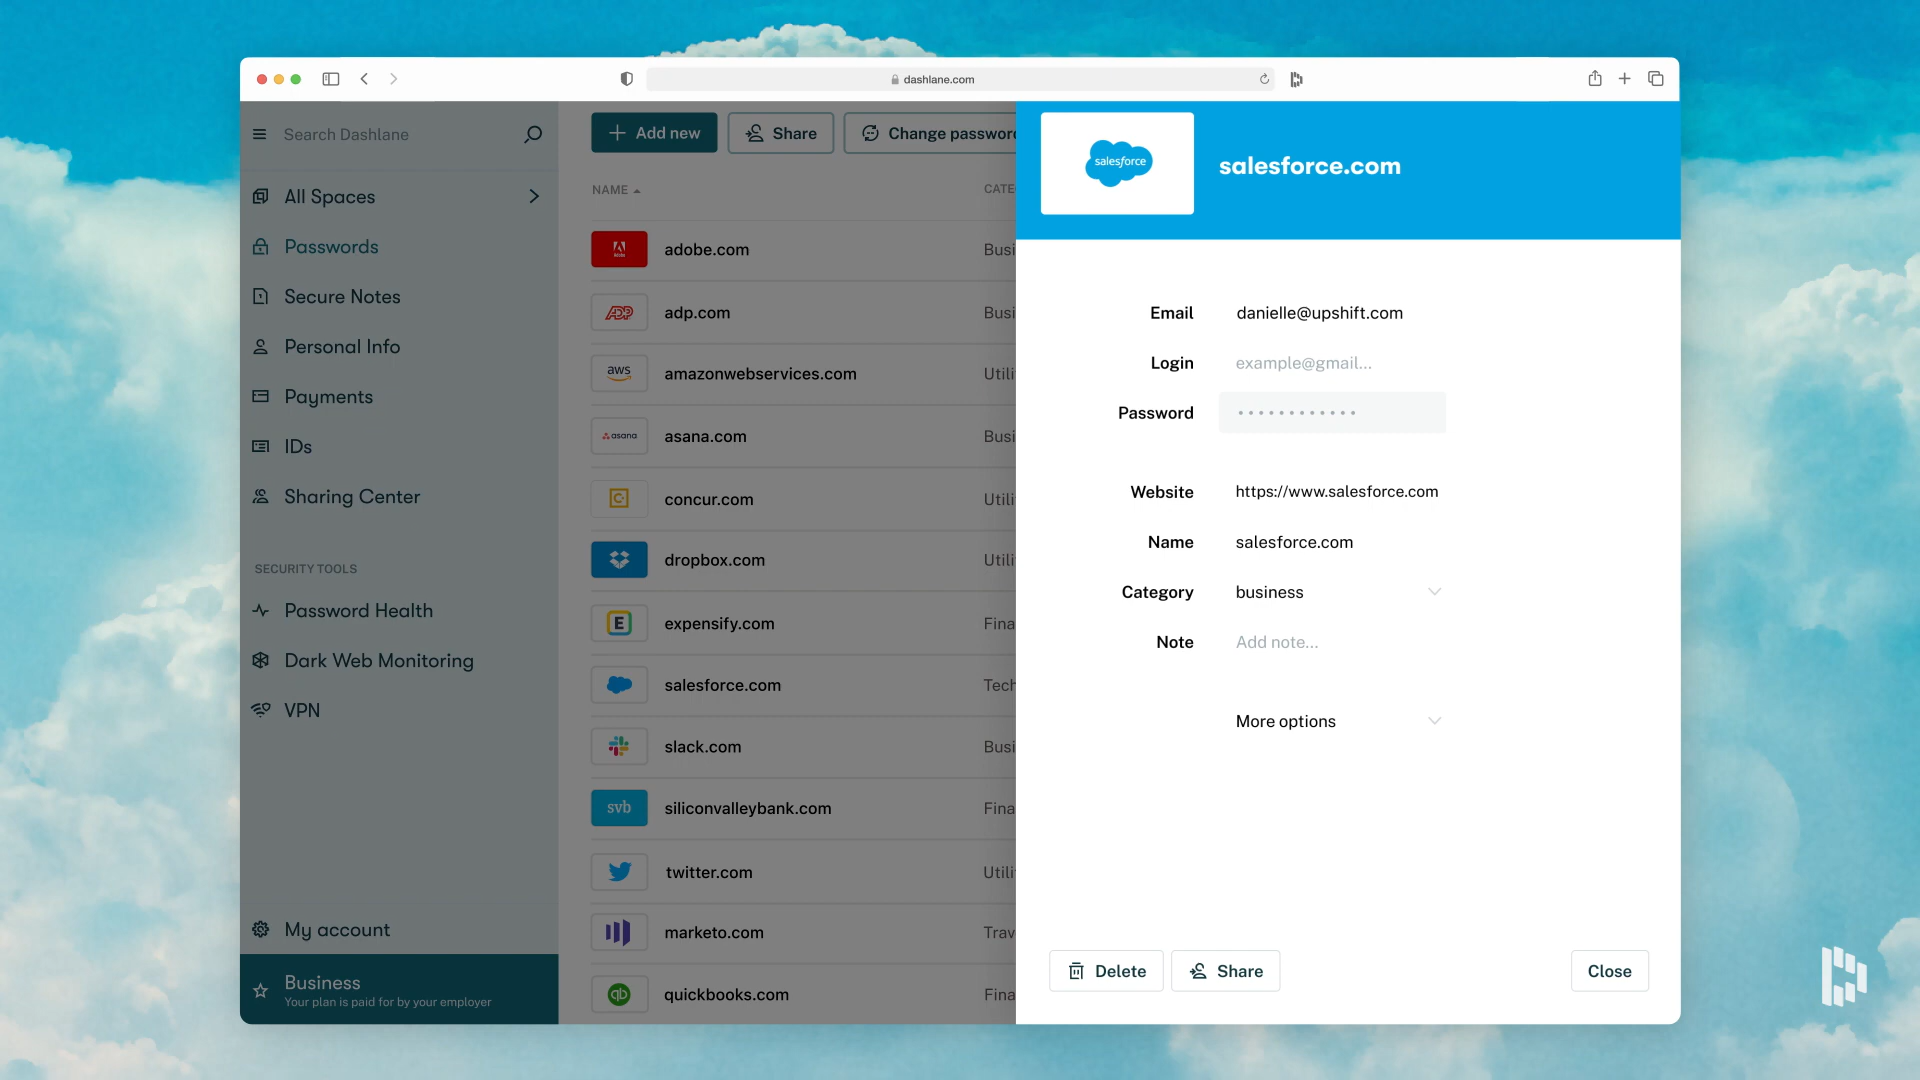 dashlane.com
Search Dashlane
All Spaces
Passwords
Secure Notes
Personal Info
Payments
IDs
Sharing Center
SECURITY TOOLS
Password Health
Dark Web Monitoring
VPN
My account
Business
Your plan is paid for by your employer
Add new
Share
Change passwor
NAME
CATE
Adobe
adobe.com
Busi
ADP
adp.com
Busi
aws
amazonwebservices.com
Utili
asana
asana.com
Busi
concur.com
Utili
dropbox.com
Utili
E
expensify.com
Fina
salesforce.com
Tech
slack.com
Busi
svb
siliconvalleybank.com
Fina
twitter.com
Utili
marketo.com
Trav
qb
quickbooks.com
Fina
salesforce
salesforce.com
Email danielle@upshift.com
Login example@gmail...
Password ••••••••••••
Website https://www.salesforce.com
Name salesforce.com
Category business
Note Add note...
More options
Delete
Share
Close